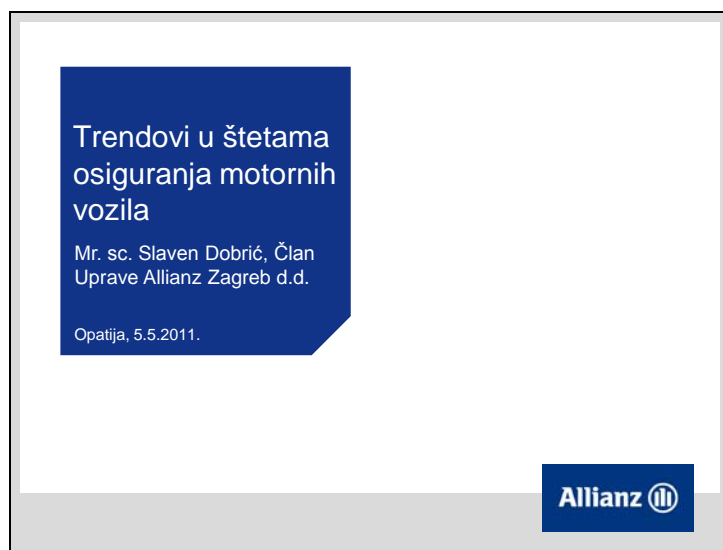 Trendovi u štetama
osiguranja motornih
vozila
Mr. sc. Slaven Dobrić, Član
Uprave Allianz Zagreb d.d.
Opatija, 5.5.2011.
Allianz